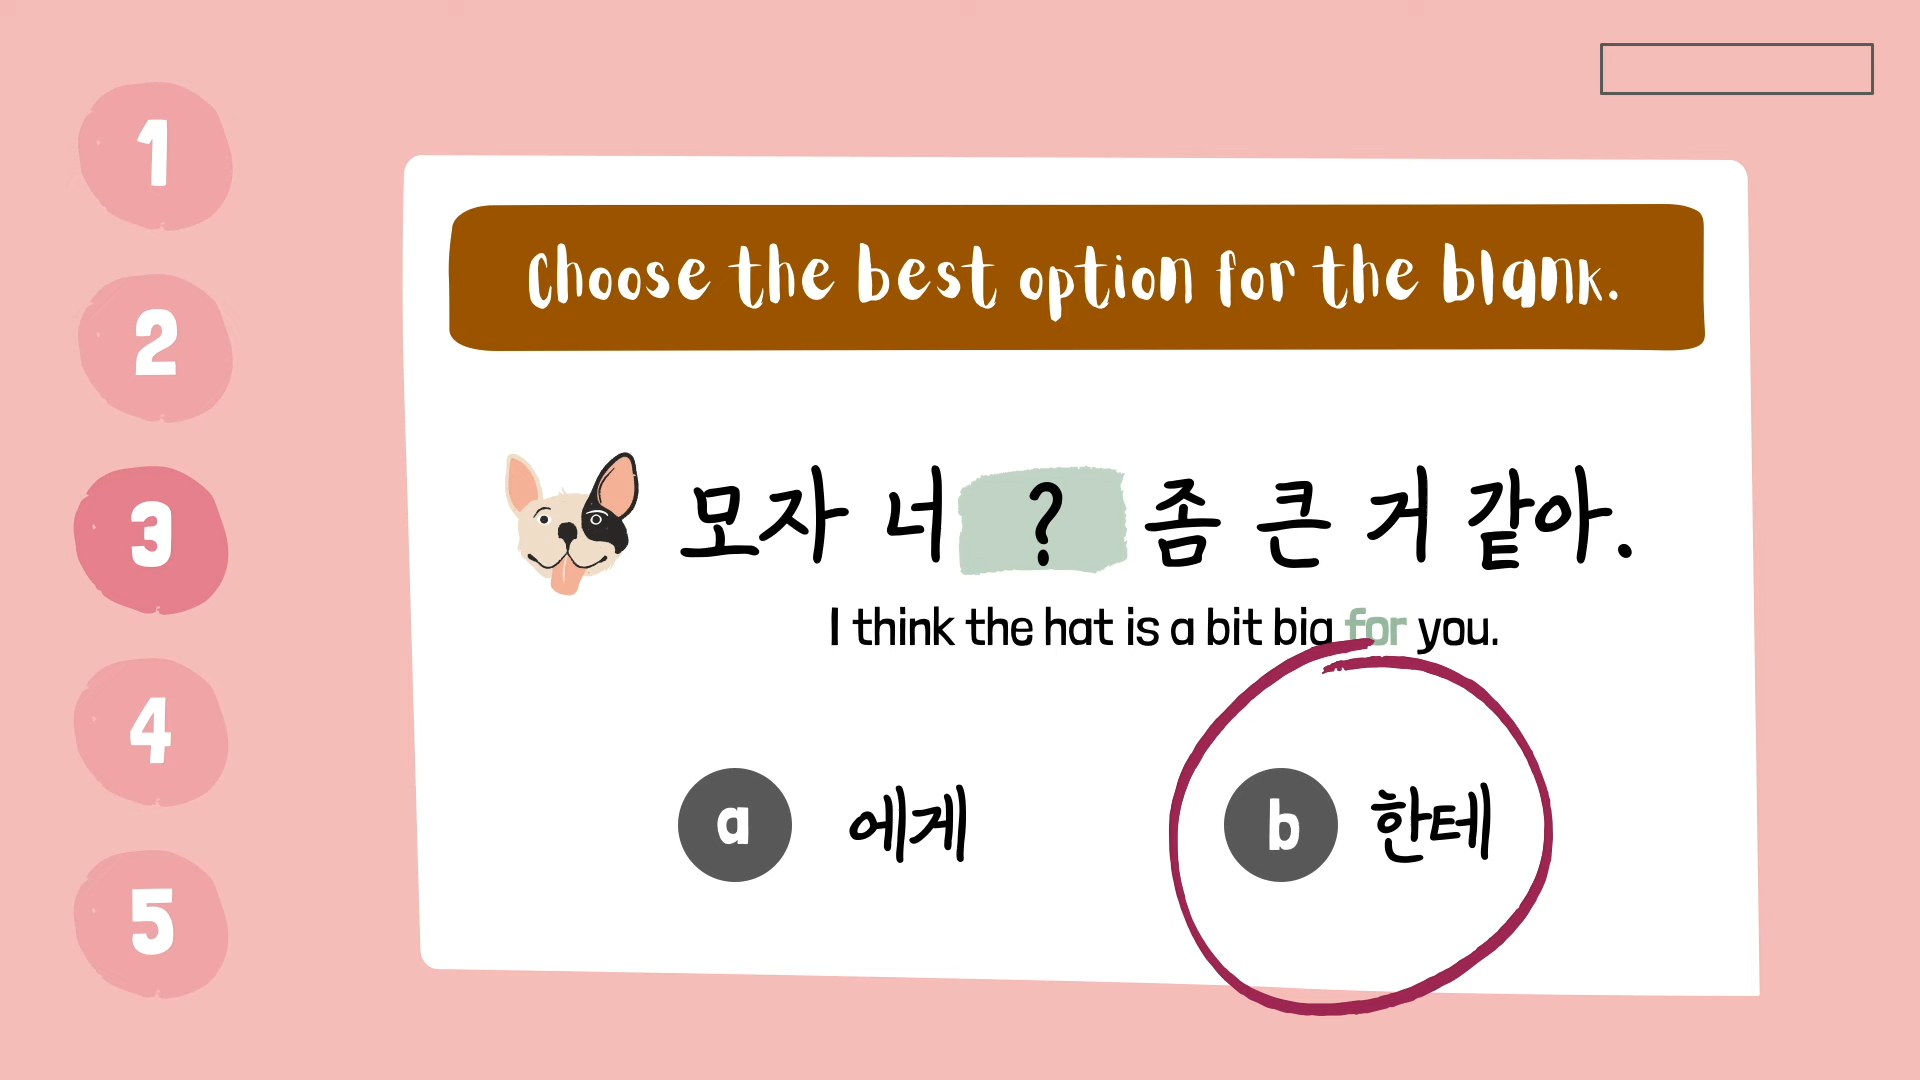 1
2
3
4
5
Choose the best option for the blank.
모자 너 ? 좀 큰 거 같아.
I think the hat is a bit big for you.
a 에게
b 한테